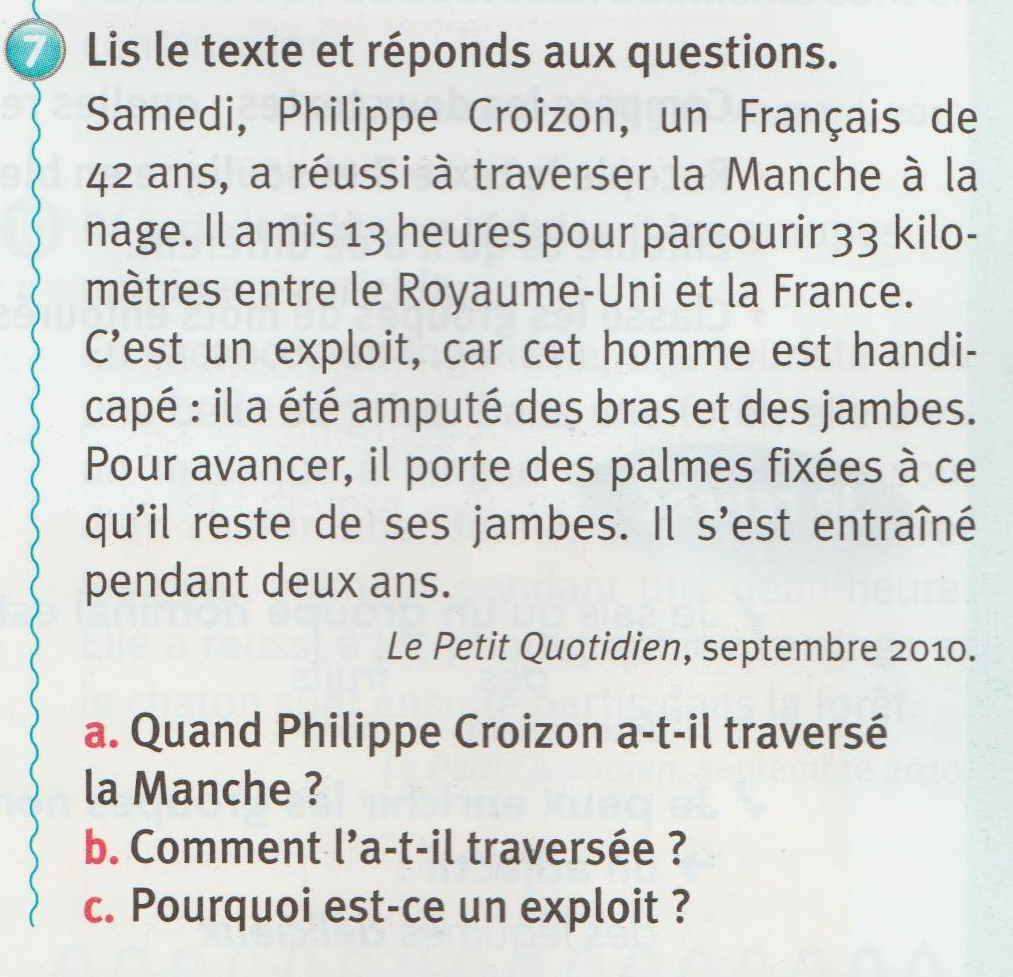 7 Lis le texte et réponds aux questions.
Samedi, Philippe Croizon, un Français de
42 ans, a réussi à traverser la Manche à la
nage. Il a mis 13 heures pour parcourir 33 kilo-
mètres entre le Royaume-Uni et la France.
C'est un exploit, car cet homme est handi-
capé : il a été amputé des bras et des jambes.
Pour avancer, il porte des palmes fixées à ce
qu'il reste de ses jambes. Il s'est entraîné
pendant deux ans.
Le Petit Quotidien, septembre 2010.
a. Quand Philippe Croizon a-t-il traversé
la Manche ?
b. Comment l'a-t-il traversée ?
c. Pourquoi est-ce un exploit ?